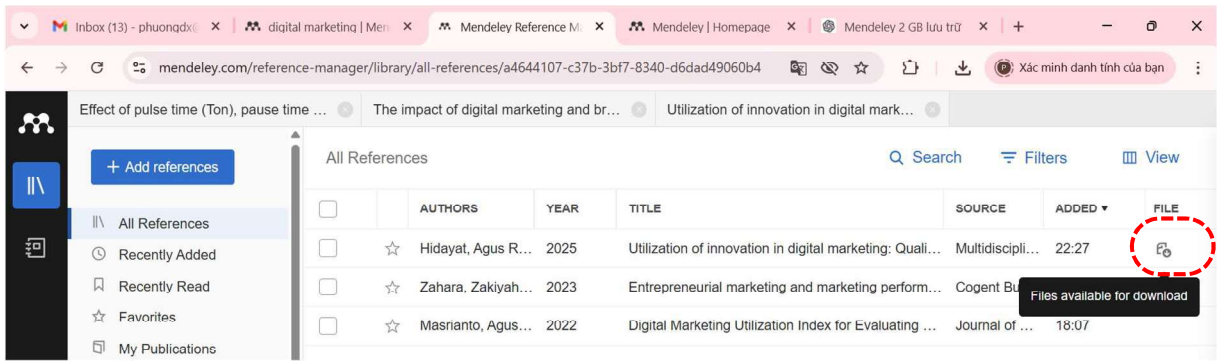 Inbox (13) - phuongdx@
digital marketing | Men
Mendeley Reference Ma
Mendeley | Homepage
Mendeley 2 GB lưu trữ
mendeley.com/reference-manager/library/all-references/a4644107-c37b-3bf7-8340-d6dad49060b4
P
Xác minh danh tính của bạn
Effect of pulse time (Ton), pause time ...
The impact of digital marketing and br...
Utilization of innovation in digital mark...
+ Add references
All References
Search
Filters
View
AUTHORS YEAR TITLE SOURCE ADDED ▾ FILE
All References
Recently Added
Recently Read
Favorites
My Publications
Hidayat, Agus R... 2025 Utilization of innovation in digital marketing: Quali... Multidiscipli... 22:27
Zahara, Zakiyah... 2023 Entrepreneurial marketing and marketing perform... Cogent Bu
Files available for download
Masrianto, Agus... 2022 Digital Marketing Utilization Index for Evaluating ... Journal of ... 18:07